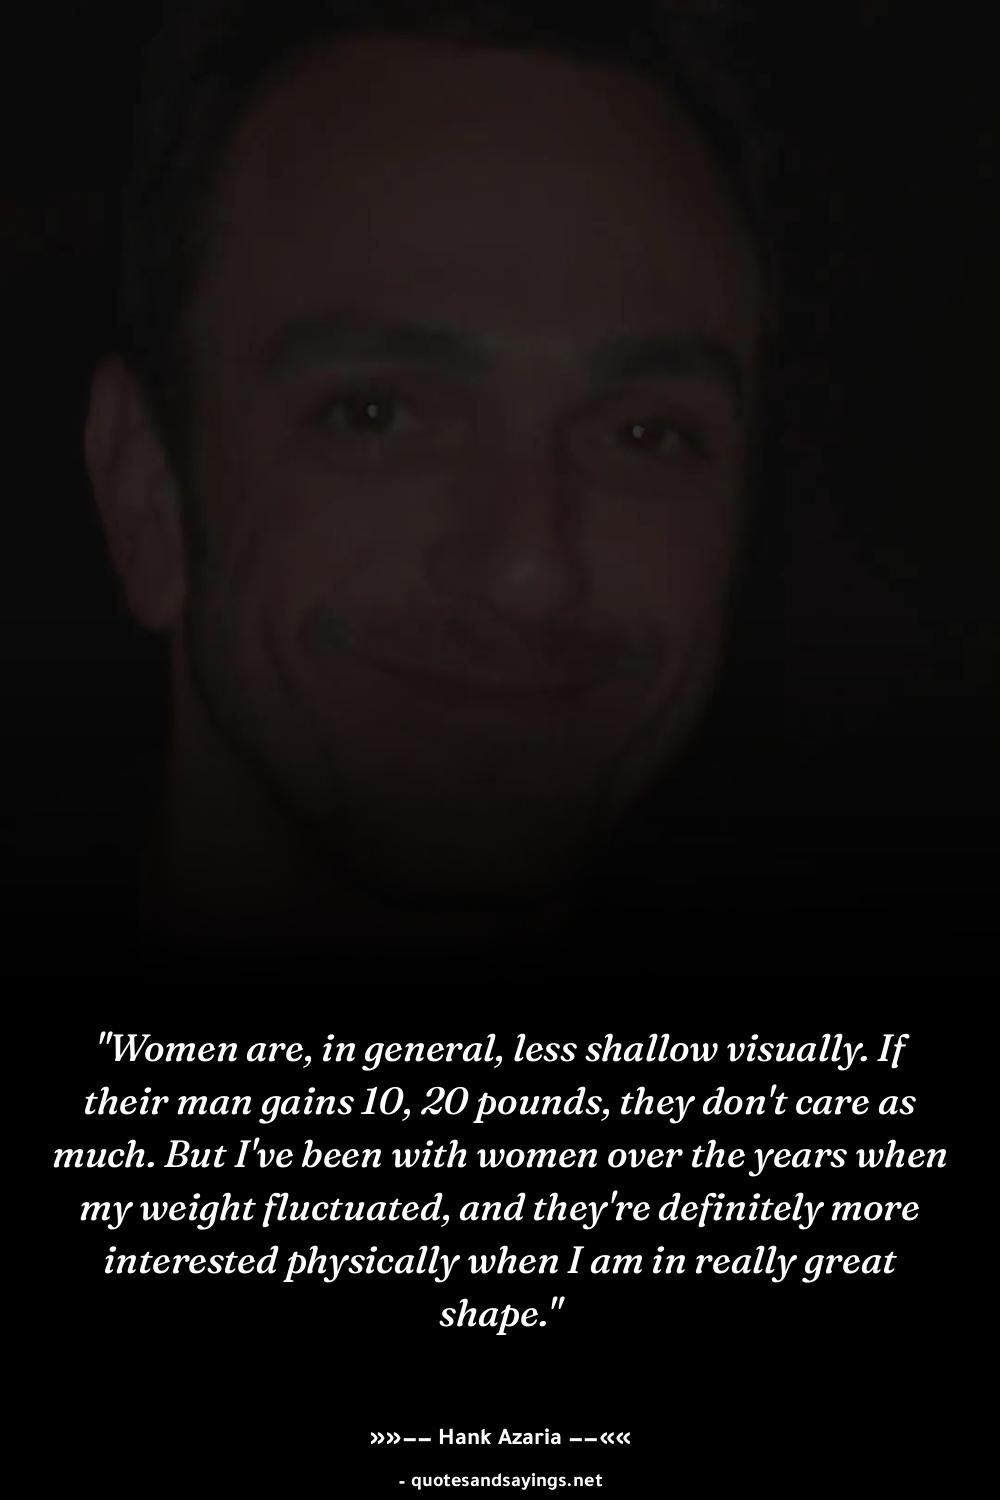 "Women are, in general, less shallow visually. If
their man gains 10, 20 pounds, they don't care as
much. But I've been with women over the years when
my weight fluctuated, and they're definitely more
interested physically when I am in really great
shape."
»»—— Hank Azaria ——««
- quotesandsayings.net